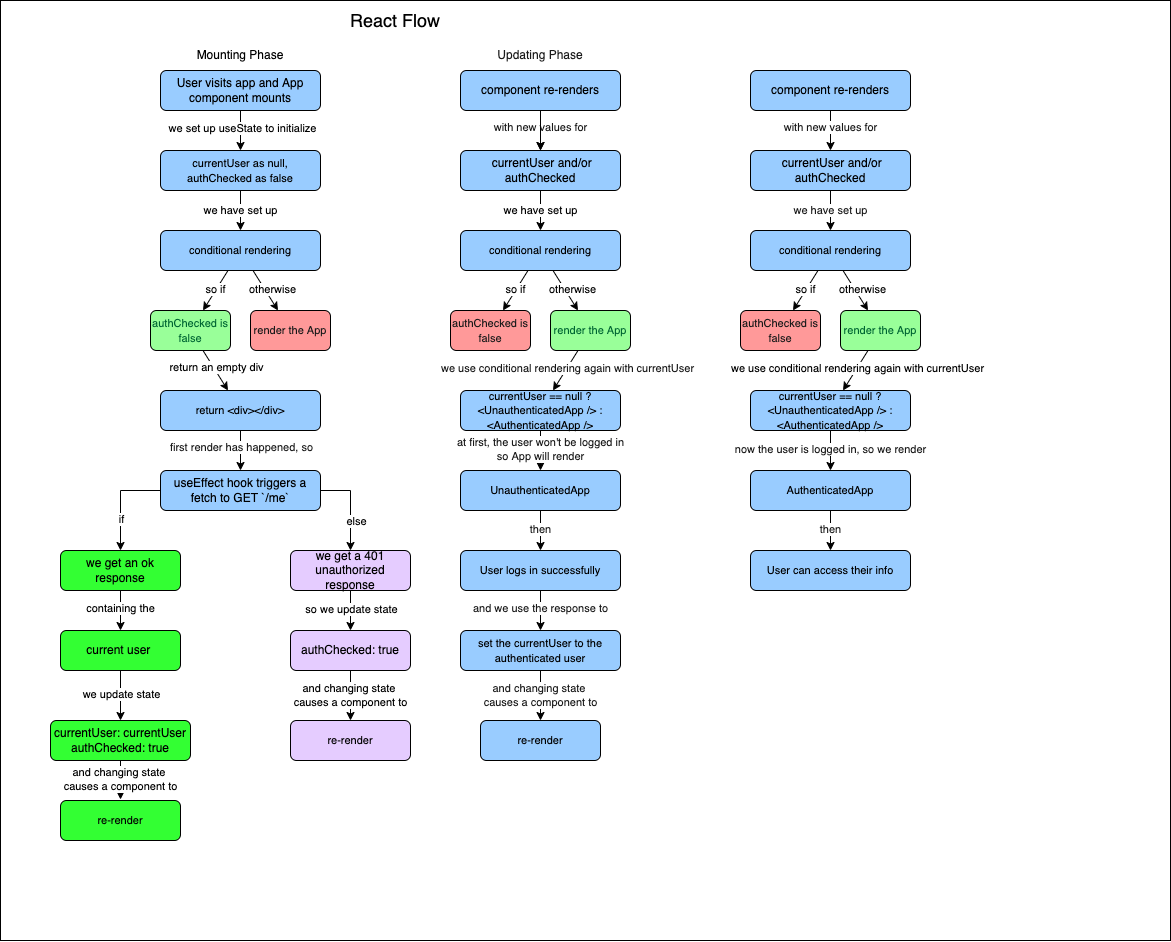 React Flow
Mounting Phase
User visits app and App
component mounts
we set up useState to initialize
currentUser as null,
authChecked as false
we have set up
conditional rendering
so if
otherwise
authChecked is
false
render the App
return an empty div
return <div></div>
first render has happened, so
useEffect hook triggers a
fetch to GET `/me`
if
else
we get an ok
response
containing the
current user
we update state
currentUser: currentUser
authChecked: true
and changing state
causes a component to
re-render
we get a 401
unauthorized
response
so we update state
authChecked: true
and changing state
causes a component to
re-render
Updating Phase
component re-renders
with new values for
currentUser and/or
authChecked
we have set up
conditional rendering
so if
otherwise
authChecked is
false
render the App
we use conditional rendering again with currentUser
currentUser == null ?
<UnauthenticatedApp /> :
<AuthenticatedApp />
at first, the user won't be logged in
so App will render
UnauthenticatedApp
then
User logs in successfully
and we use the response to
set the currentUser to the
authenticated user
and changing state
causes a component to
re-render
component re-renders
with new values for
currentUser and/or
authChecked
we have set up
conditional rendering
so if
otherwise
authChecked is
false
render the App
we use conditional rendering again with currentUser
currentUser == null ?
<UnauthenticatedApp /> :
<AuthenticatedApp />
now the user is logged in, so we render
AuthenticatedApp
then
User can access their info